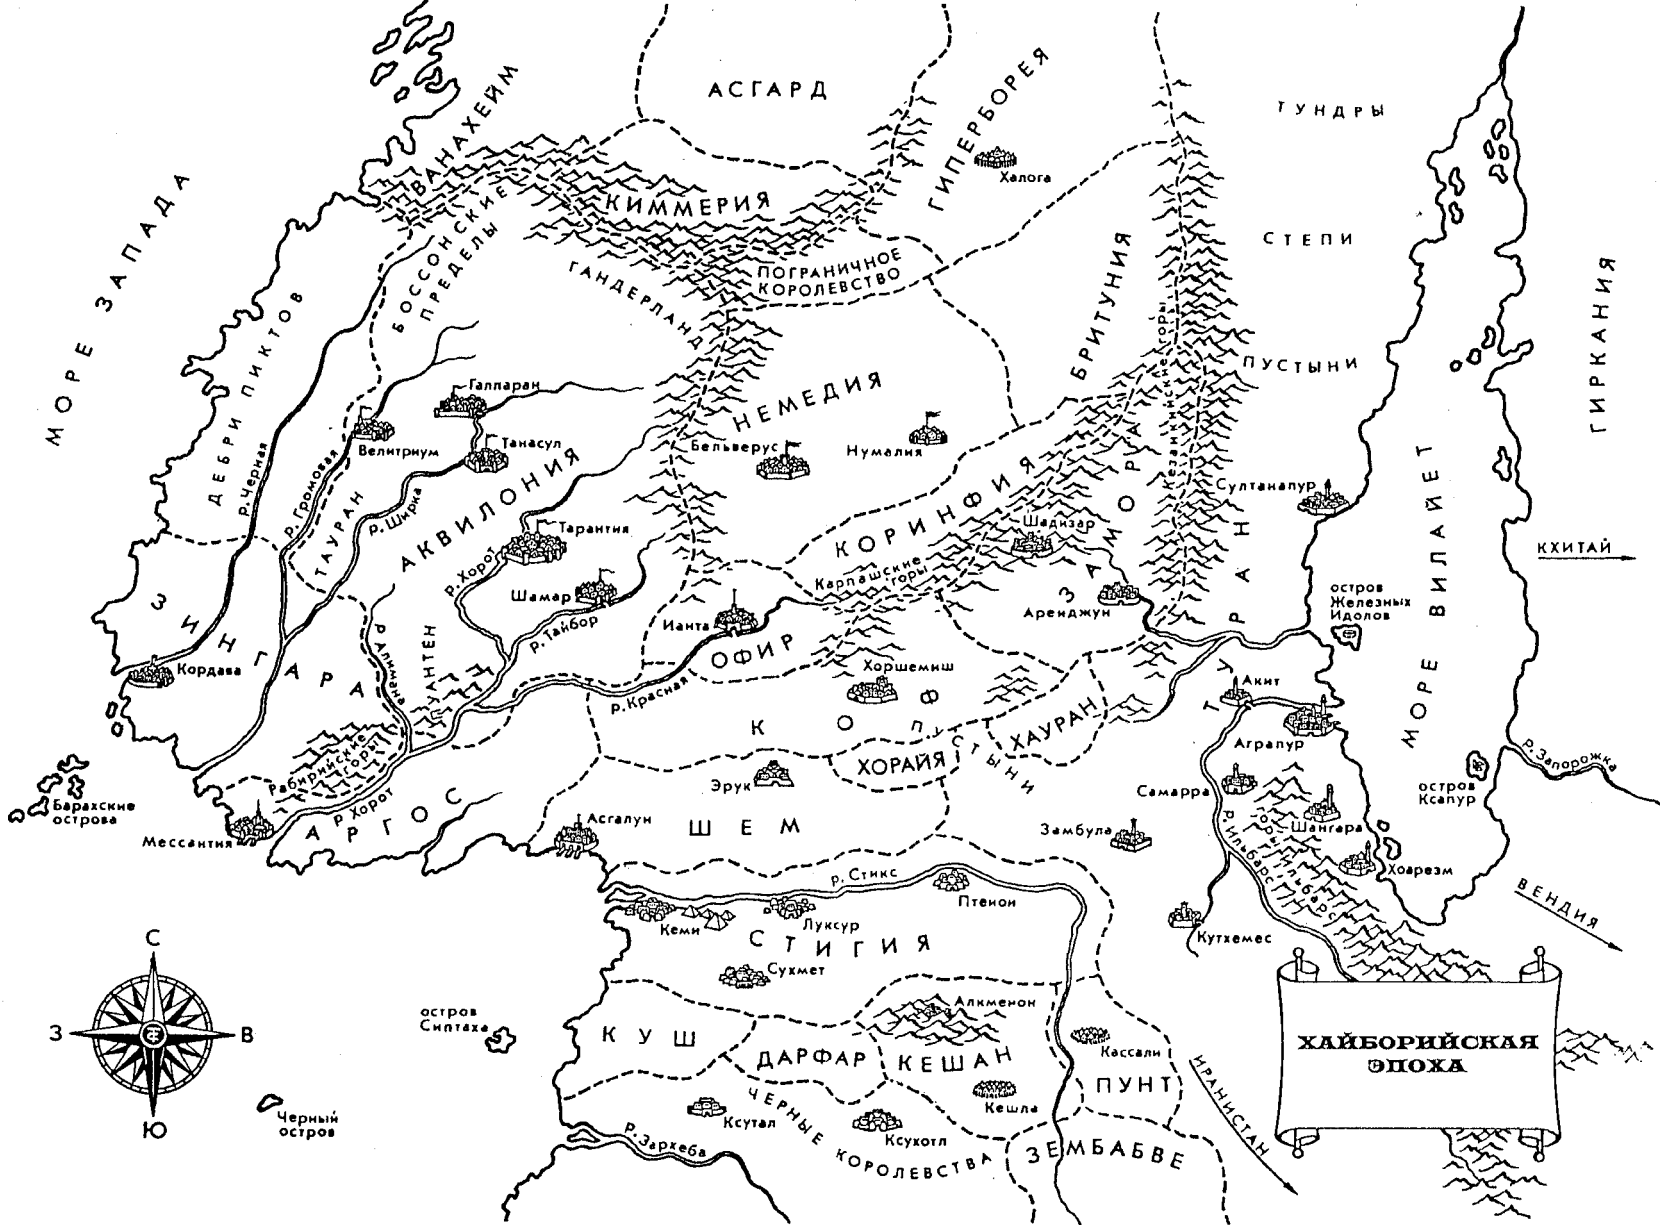 АСГАРД
ГИПЕРБОРЕЯ
ТУНДРЫ
ВАНАХЕЙМ
Халога
МОРЕ ЗАПАДА
КИММЕРИЯ
БОССОНСКИЕ
ПРЕДЕЛЫ
СТЕПИ
ГИРКАНИЯ
ПОГРАНИЧНОЕ
КОРОЛЕВСТВО
ГАНДЕРЛАНД
БРИТУНИЯ
ДЕБРИ ПИКТОВ
ПУСТЫНИ
Галпаран
НЕМЕДИЯ
Велитриум
Танасул
Бельверус
Нумалия
р. Черная
р. Громовая
р. Ширка
ТАУРАН
АКВИЛОНИЯ
Султанапур
КОРИНФИЯ
Шадизар
ЗАМОРА
Тарантия
КХИТАЙ
р. Хорот
Карпашские
горы
МОРЕ ВИЛАЙЕТ
ЗИНГАРА
Шамар
р. Тайбор
Ианта
Аренджун
остров
Железных
Идолов
ТУРАН
Кордава
р. Алимана
ПУАНТЕН
ОФИР
р. Красная
Хоршемиш
КОФ
Акит
ПУСТЫНИ
ХАУРАН
Аграпур
Рабирийские
горы
ХОРАЙЯ
р. Запорожка
Эрук
Самарра
остров
Ксапур
Барахские
острова
р. Хорот
АРГОС
Мессантия
Асгалун
ШЕМ
Замбула
Шангара
р. Ильбарс
горы Ильбарс
Хоарезм
р. Стикс
Птеион
ВЕНДИЯ
Кеми
Луксур
СТИГИЯ
Кутхемес
С
Сухмет
остров
Сиптаха
Алкменон
З
В
КУШ
ДАРФАР
КЕШАН
Кассали
ХАЙБОРИЙСКАЯ
ЭПОХА
ПУНТ
Кешла
ИРАНИСТАН
Черный
остров
Ю
Ксутал
Ксухотл
ЧЕРНЫЕ КОРОЛЕВСТВА
р. Зархеба
ЗЕМБАБВЕ